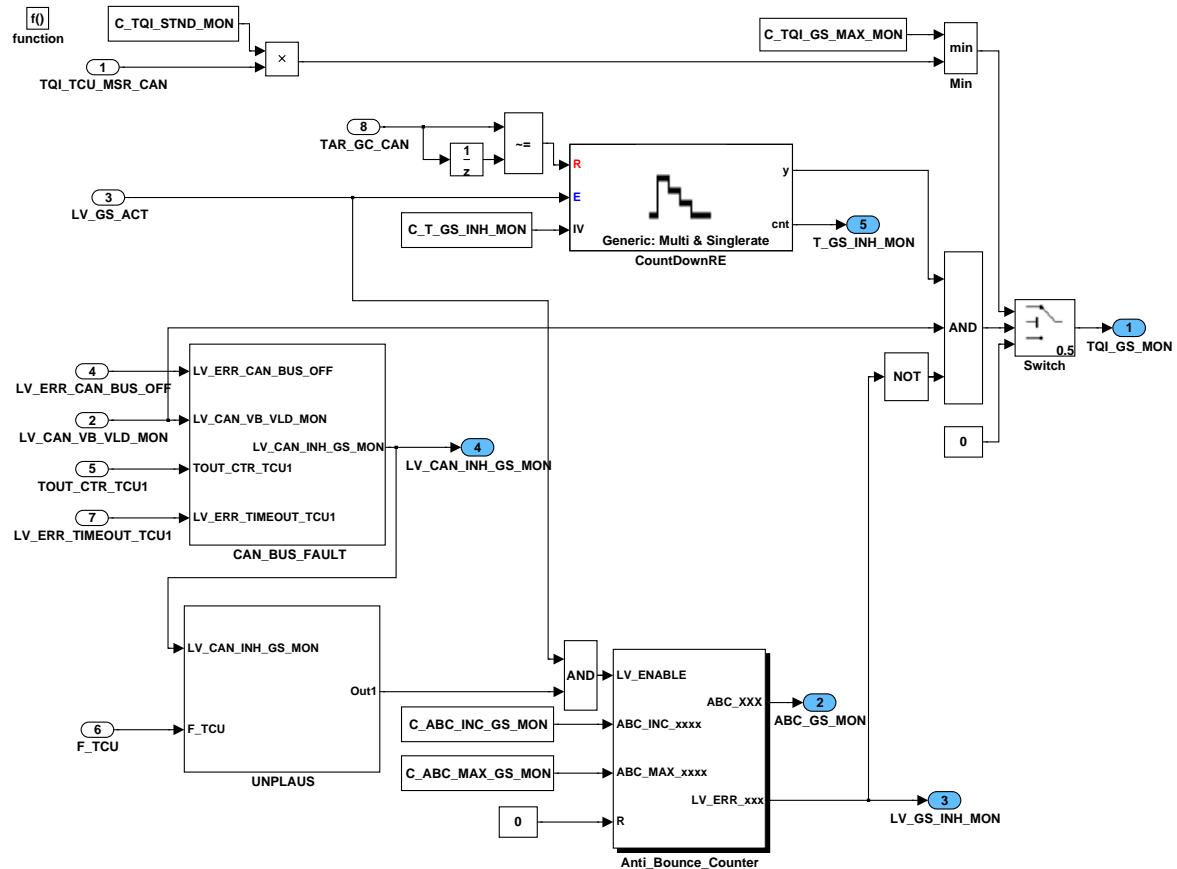 f()
function
C_TQI_STND_MON
1
TQI_TCU_MSR_CAN
×
C_TQI_GS_MAX_MON
min
Min
8
TAR_GC_CAN
1
z
~=
3
LV_GS_ACT
C_T_GS_INH_MON
R
E
IV
y
cnt
Generic: Multi & Singlerate
CountDownRE
5
T_GS_INH_MON
AND
NOT
0
0.5
Switch
1
TQI_GS_MON
4
LV_ERR_CAN_BUS_OFF
2
LV_CAN_VB_VLD_MON
5
TOUT_CTR_TCU1
7
LV_ERR_TIMEOUT_TCU1
LV_ERR_CAN_BUS_OFF
LV_CAN_VB_VLD_MON
LV_CAN_INH_GS_MON
TOUT_CTR_TCU1
LV_ERR_TIMEOUT_TCU1
CAN_BUS_FAULT
4
LV_CAN_INH_GS_MON
LV_CAN_INH_GS_MON
Out1
F_TCU
UNPLAUS
6
F_TCU
AND
C_ABC_INC_GS_MON
C_ABC_MAX_GS_MON
0
LV_ENABLE
ABC_XXX
ABC_INC_xxxx
ABC_MAX_xxxx
LV_ERR_xxx
R
Anti_Bounce_Counter
2
ABC_GS_MON
3
LV_GS_INH_MON